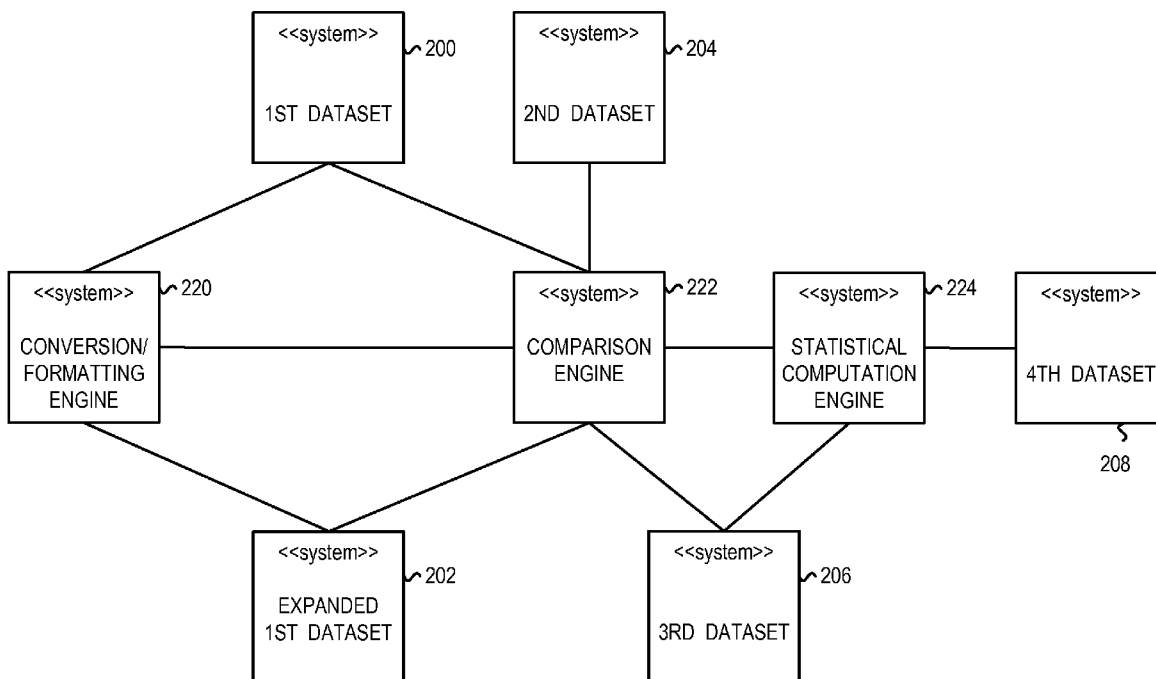 <<system>>
1ST DATASET
200
<<system>>
2ND DATASET
204
<<system>>
CONVERSION/
FORMATTING
ENGINE
220
<<system>>
COMPARISON
ENGINE
222
<<system>>
STATISTICAL
COMPUTATION
ENGINE
224
<<system>>
4TH DATASET
208
<<system>>
EXPANDED
1ST DATASET
202
<<system>>
3RD DATASET
206